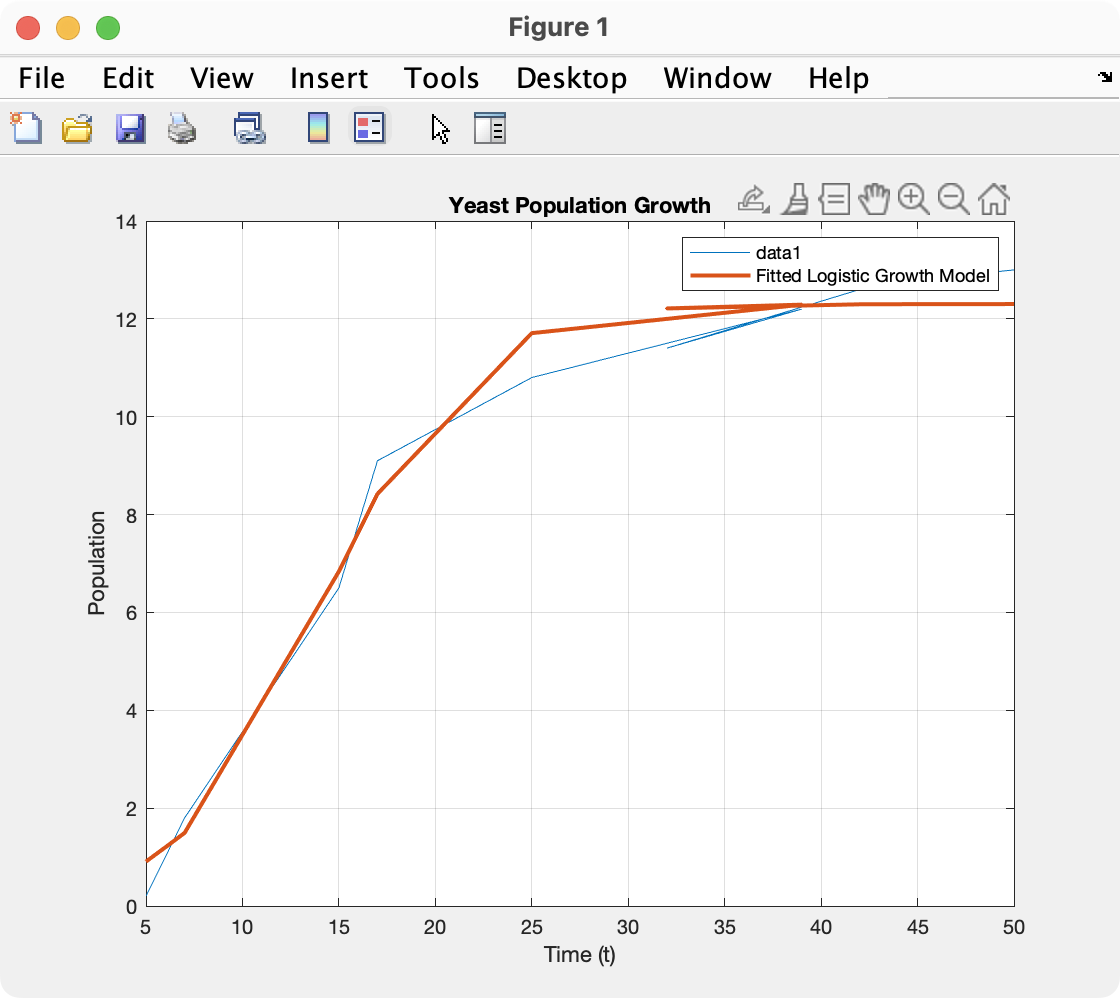 Figure 1
File Edit View Insert Tools Desktop Window Help
Yeast Population Growth
data1
Fitted Logistic Growth Model
14
12
10
8
6
4
2
0
Population
5 10 15 20 25 30 35 40 45 50
Time (t)